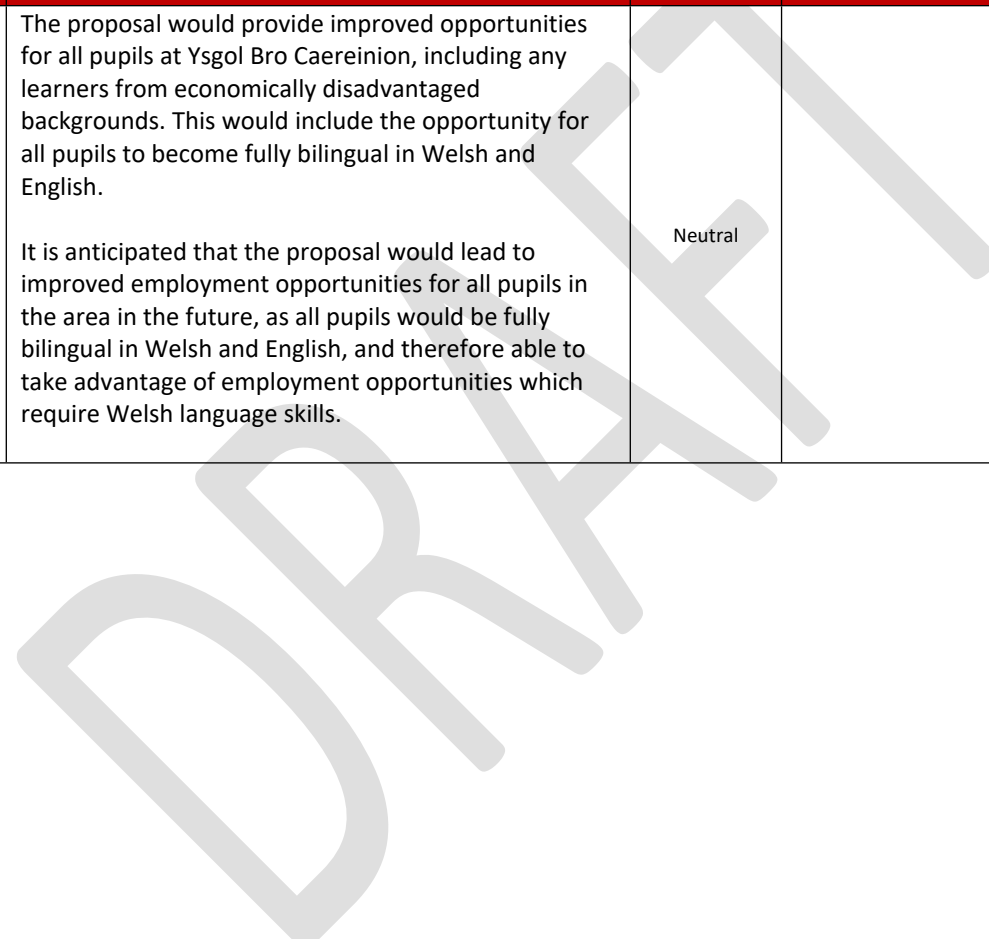 The proposal would provide improved opportunities
for all pupils at Ysgol Bro Caereinion, including any
learners from economically disadvantaged
backgrounds. This would include the opportunity for
all pupils to become fully bilingual in Welsh and
English.
It is anticipated that the proposal would lead to
improved employment opportunities for all pupils in
the area in the future, as all pupils would be fully
bilingual in Welsh and English, and therefore able to
take advantage of employment opportunities which
require Welsh language skills.
Neutral
DRAFT